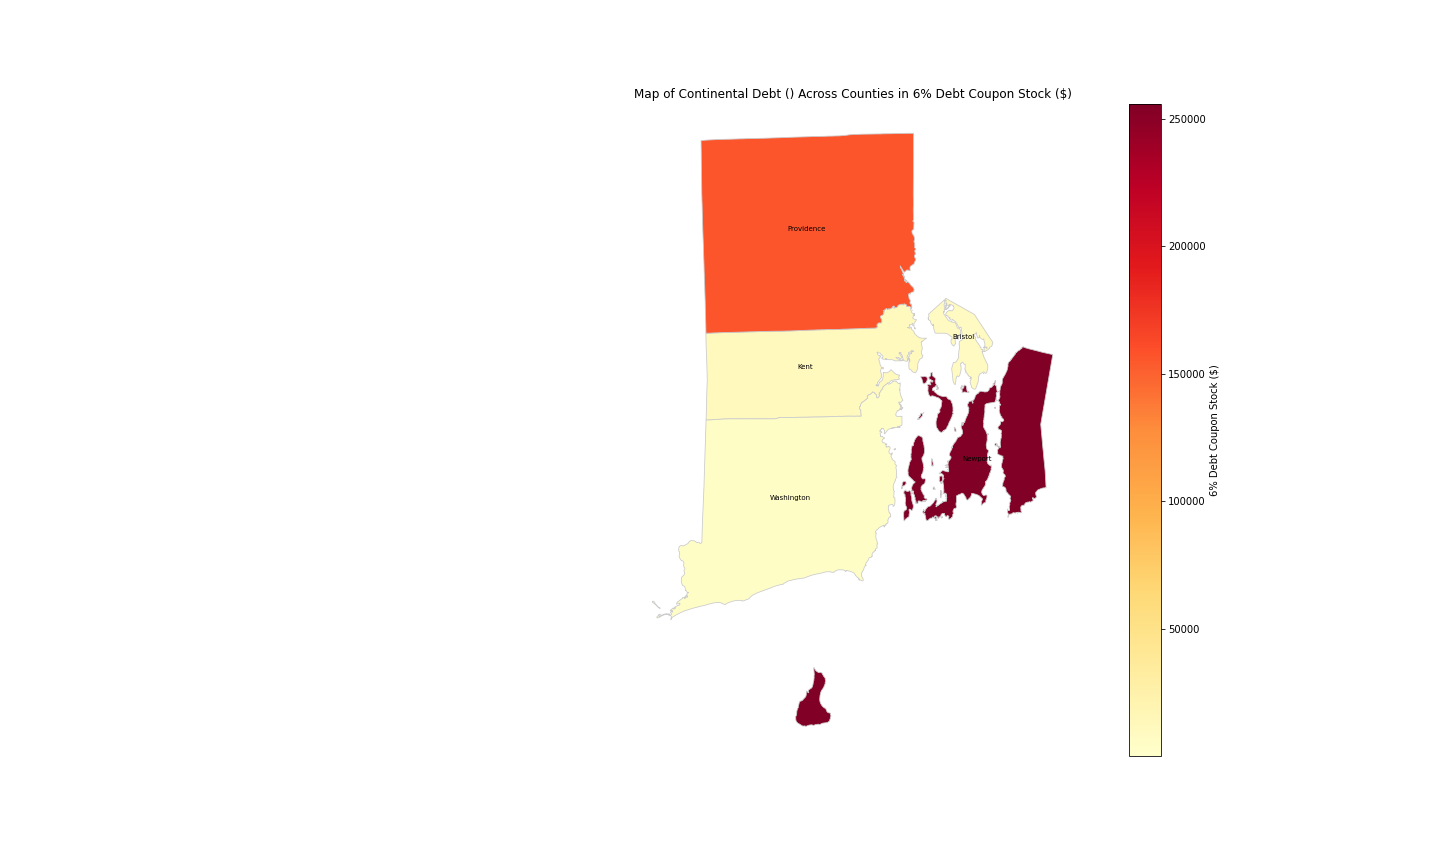 Map of Continental Debt () Across Counties in 6% Debt Coupon Stock ($)
250000
Providence
200000
Bristol
Kent
150000
6% Debt Coupon Stock ($)
Newport
Washington
100000
50000